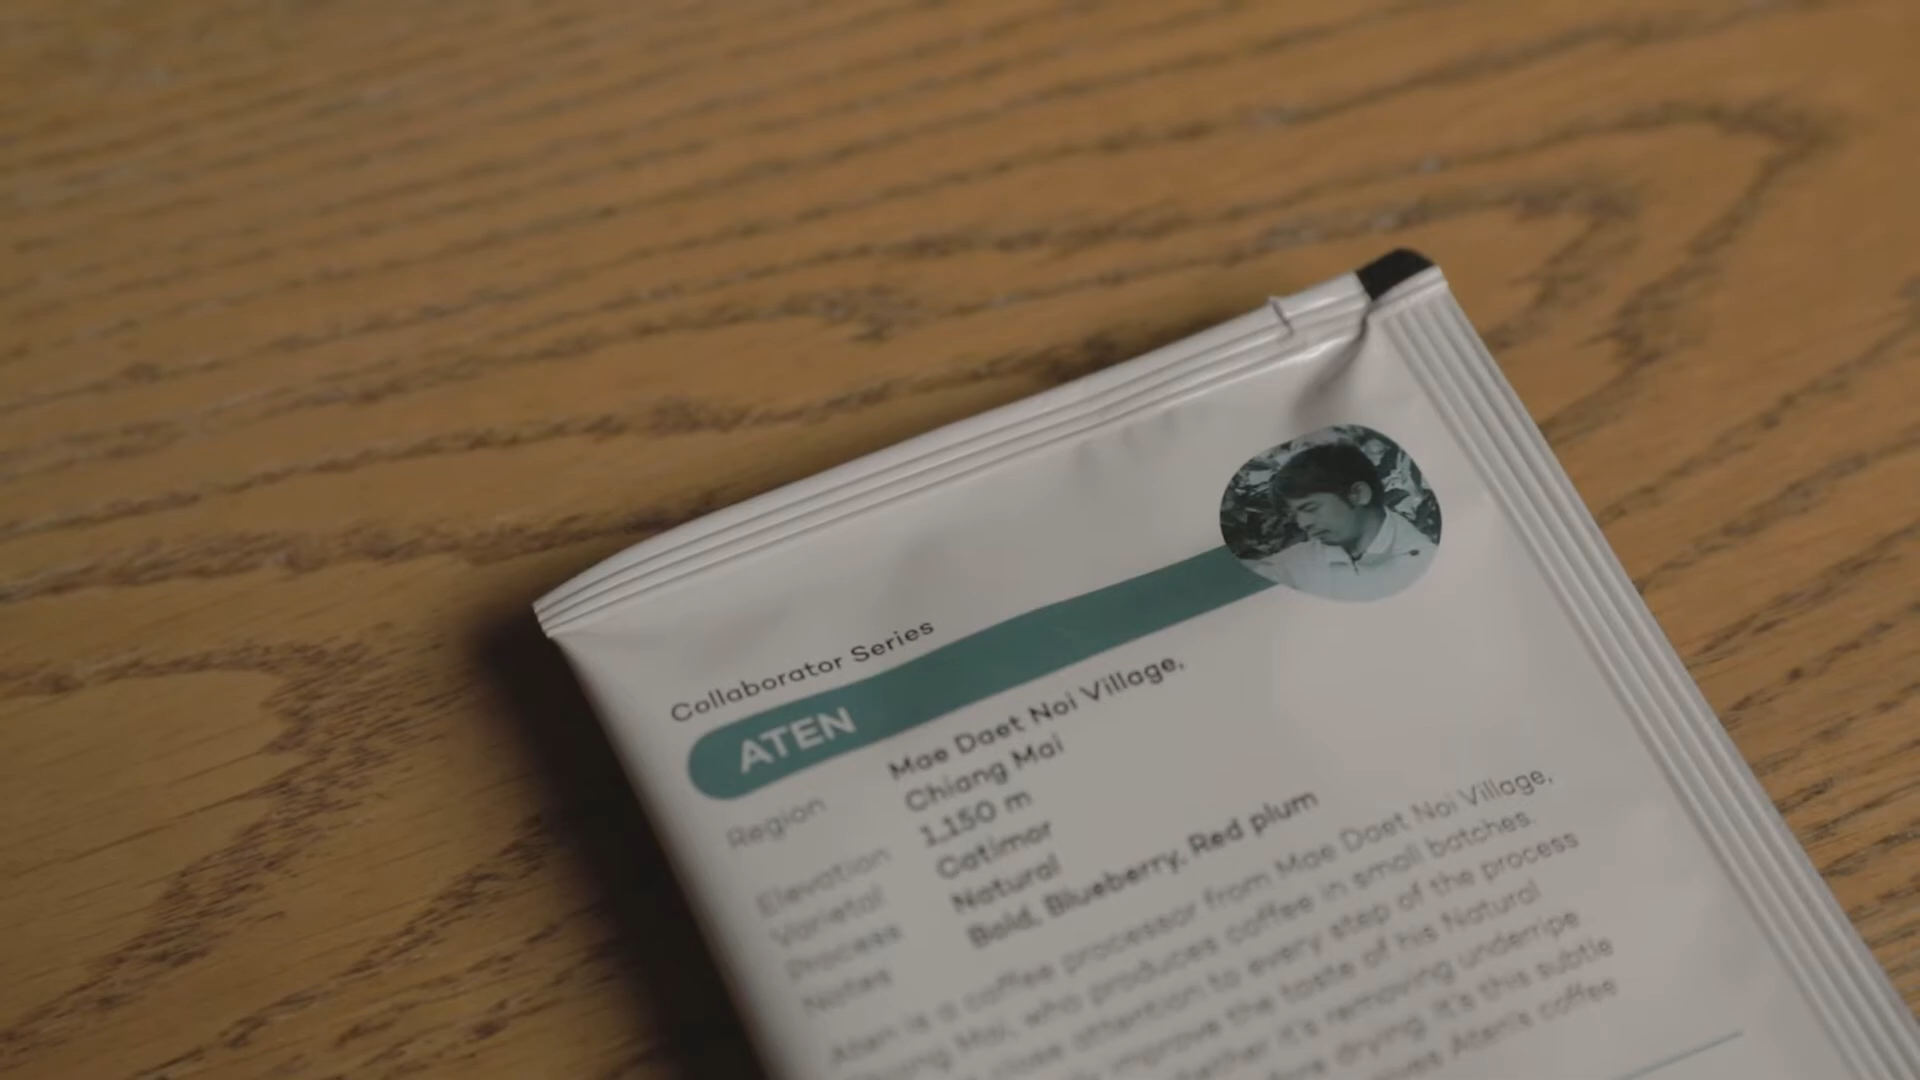 Collaborator Series
ATEN
Region Mae Daet Noi Village,
Chiang Mai
Elevation 1,150 m
Varietal Catimor
Process Natural
Notes Bold, Blueberry, Red plum
Aten is a coffee processor from Mae Daet Noi Village,
Chiang Mai, who produces coffee in small batches.
close attention to every step of the process
improve the taste of his Natural
it's removing underripe
drying. It's this subtle
Aten's coffee